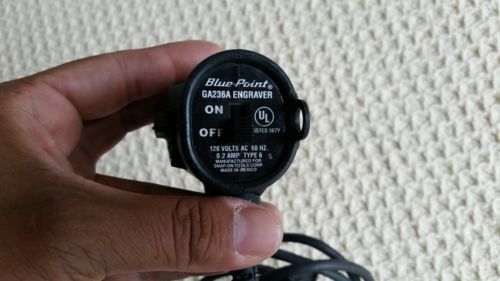 Blue-Point®
GA236A ENGRAVER
ON
UL
OFF
LISTED 367Y
120 VOLTS AC 60 HZ.
0.2 AMP TYPE 6 S
MANUFACTURED FOR
SNAP-ON TOOLS CORP.
MADE IN MEXICO